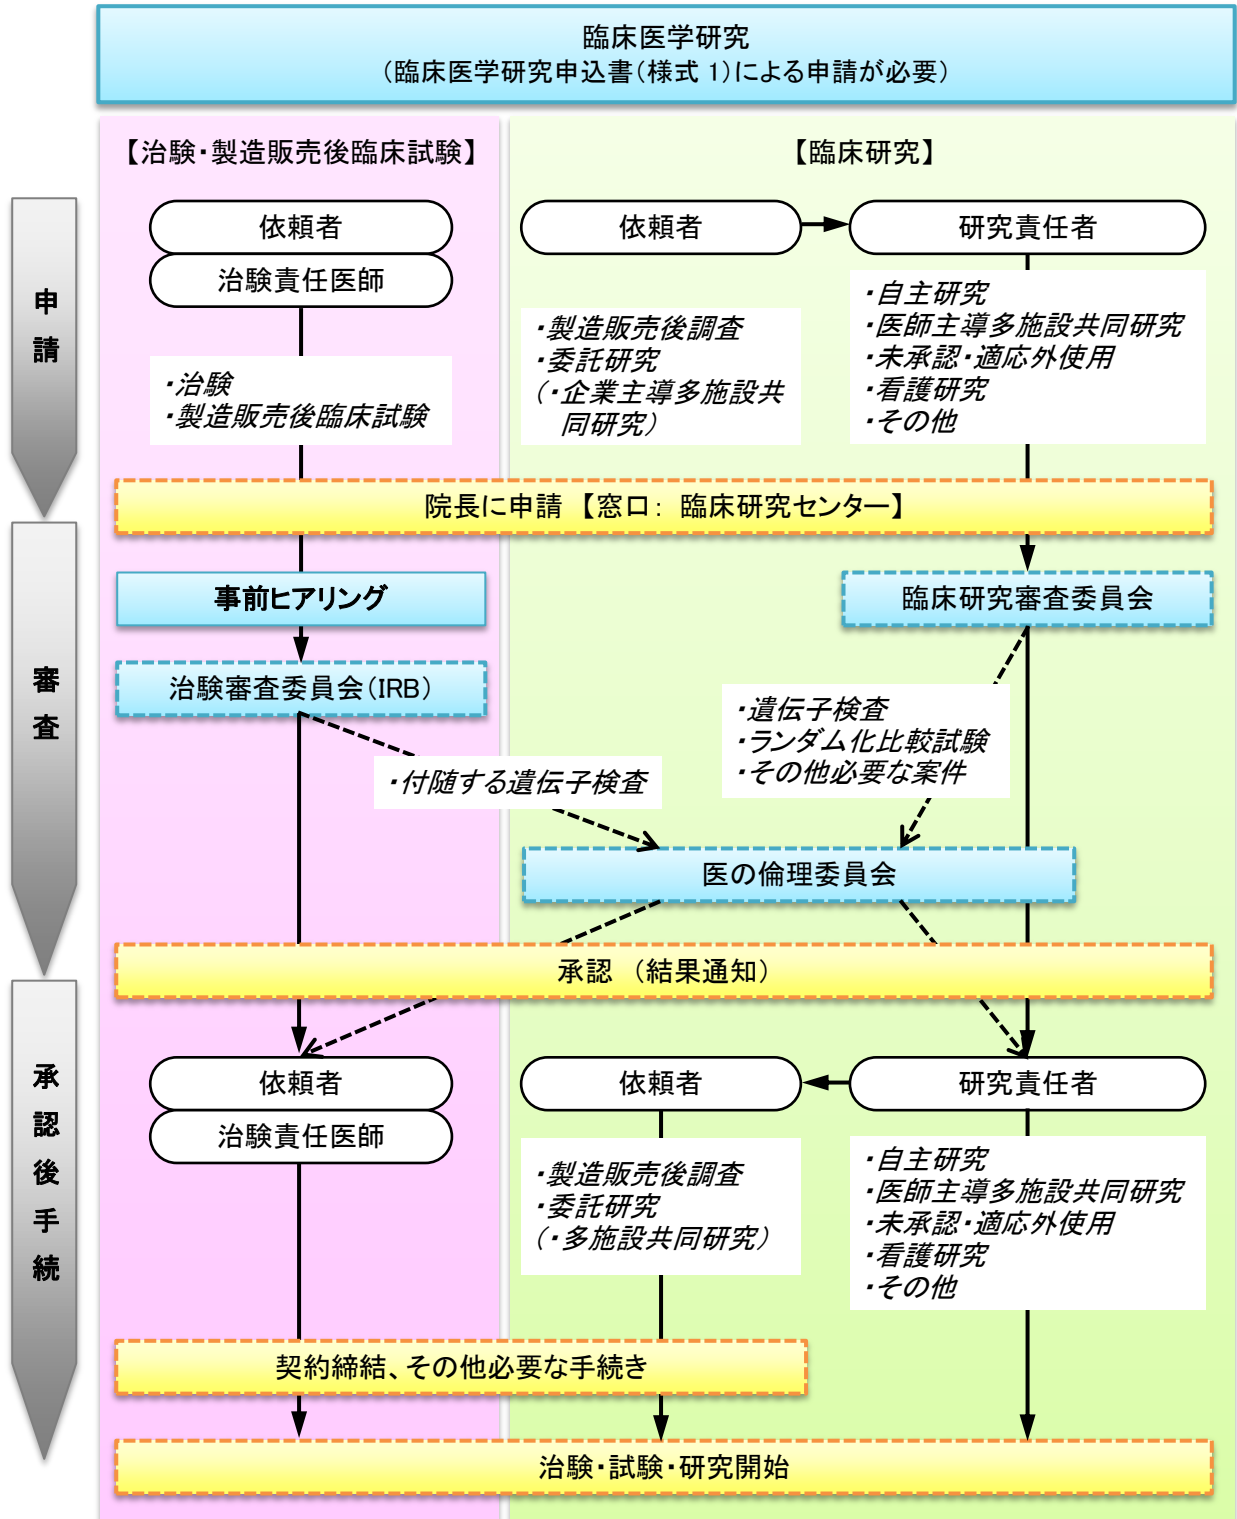 臨床医学研究
（臨床医学研究申込書（様式 1）による申請が必要）
【治験・製造販売後臨床試験】
【臨床研究】
申請
依頼者
治験責任医師
・治験
・製造販売後臨床試験
依頼者
研究責任者
・製造販売後調査
・委託研究
（・企業主導多施設共
同研究）
・自主研究
・医師主導多施設共同研究
・未承認・適応外使用
・看護研究
・その他
院長に申請 【窓口： 臨床研究センター】
審査
事前ヒアリング
臨床研究審査委員会
治験審査委員会（IRB）
・付随する遺伝子検査
・遺伝子検査
・ランダム化比較試験
・その他必要な案件
医の倫理委員会
承認 （結果通知）
承認後手続
依頼者
治験責任医師
依頼者
研究責任者
・製造販売後調査
・委託研究
（・多施設共同研究）
・自主研究
・医師主導多施設共同研究
・未承認・適応外使用
・看護研究
・その他
契約締結、その他必要な手続き
治験・試験・研究開始